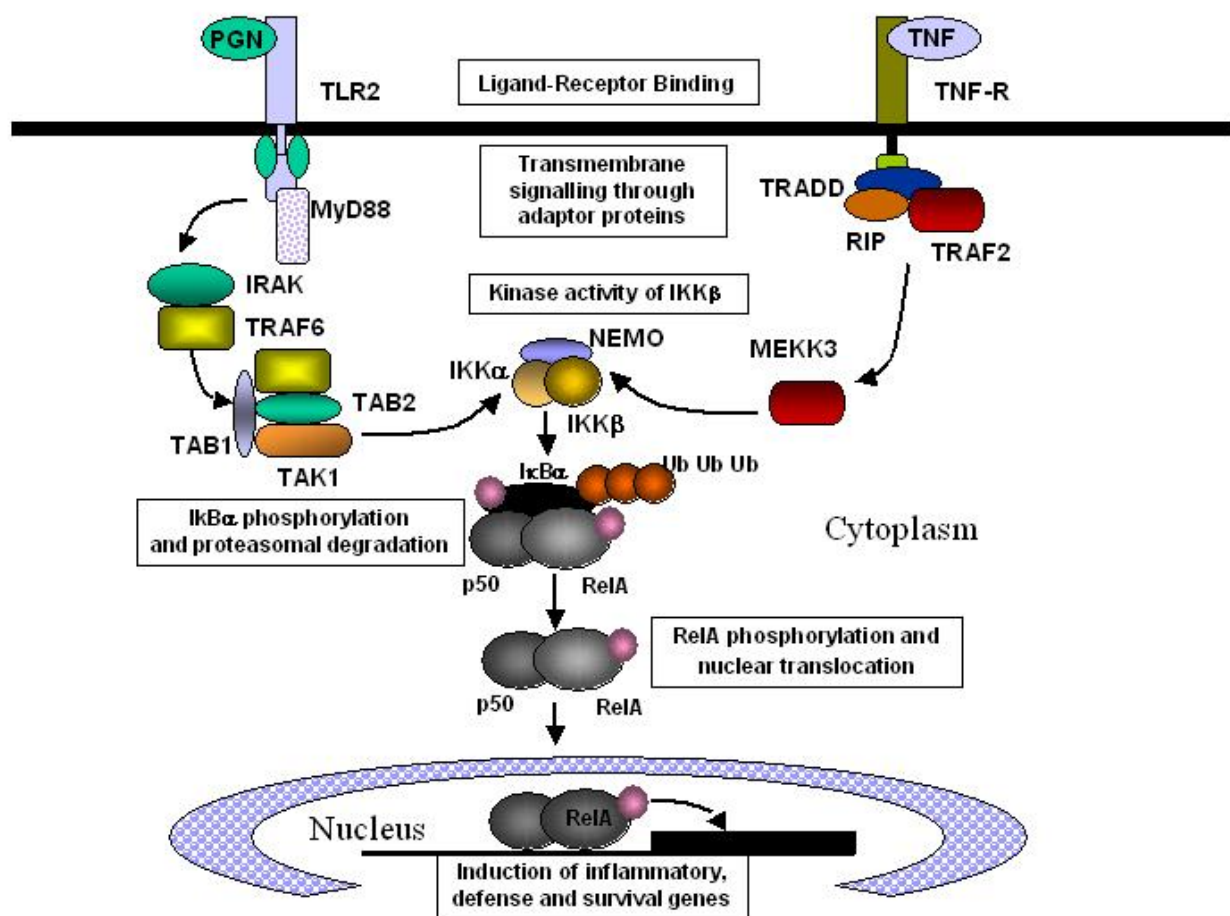 PGN
TNF
TLR2
Ligand-Receptor Binding
TNF-R
Transmembrane
signalling through
adaptor proteins
TRADD
MyD88
RIP
TRAF2
IRAK
Kinase activity of IKKβ
TRAF6
NEMO
MEKK3
IKKα
TAB2
IKKβ
TAB1
TAK1
IκBα
Ub Ub Ub
IkBα phosphorylation
and proteasomal degradation
Cytoplasm
p50
RelA
RelA phosphorylation and
nuclear translocation
p50
RelA
RelA
Nucleus
Induction of inflammatory,
defense and survival genes